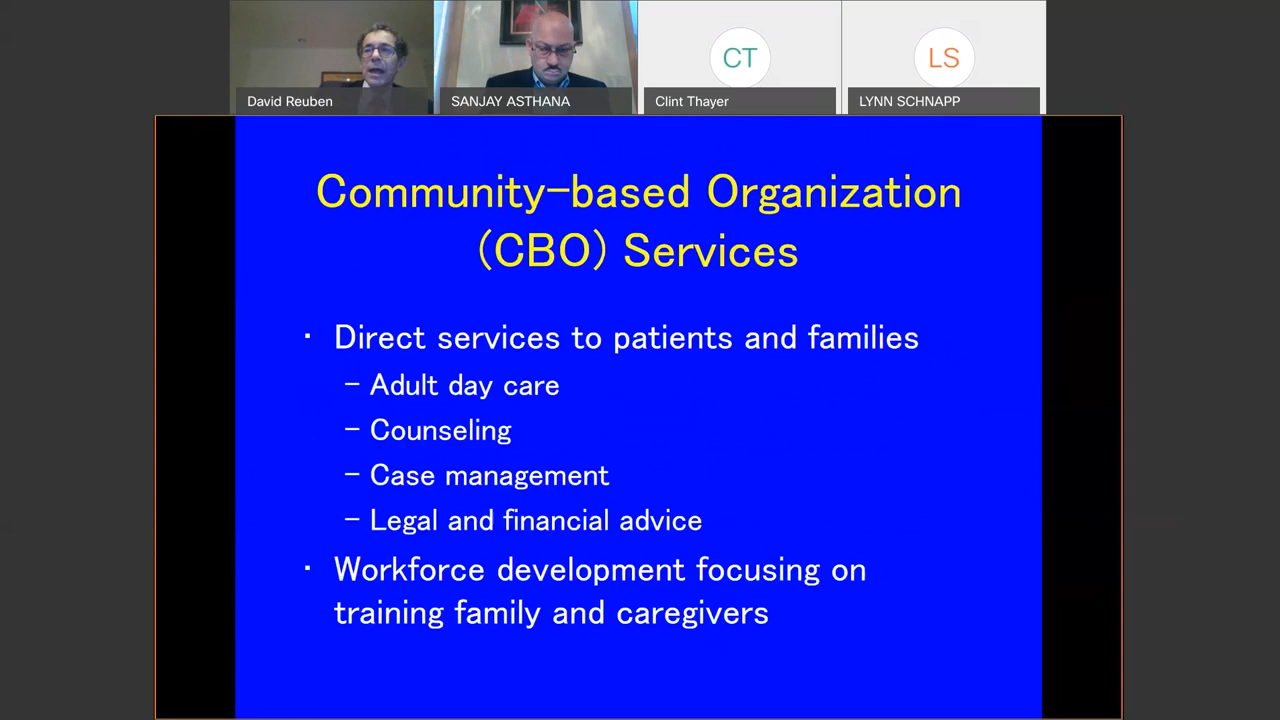 CT
LS
David Reuben
SANJAY ASTHANA
Clint Thayer
LYNN SCHNAPP
Community-based Organization
(CBO) Services
· Direct services to patients and families
– Adult day care
– Counseling
– Case management
– Legal and financial advice
· Workforce development focusing on
training family and caregivers